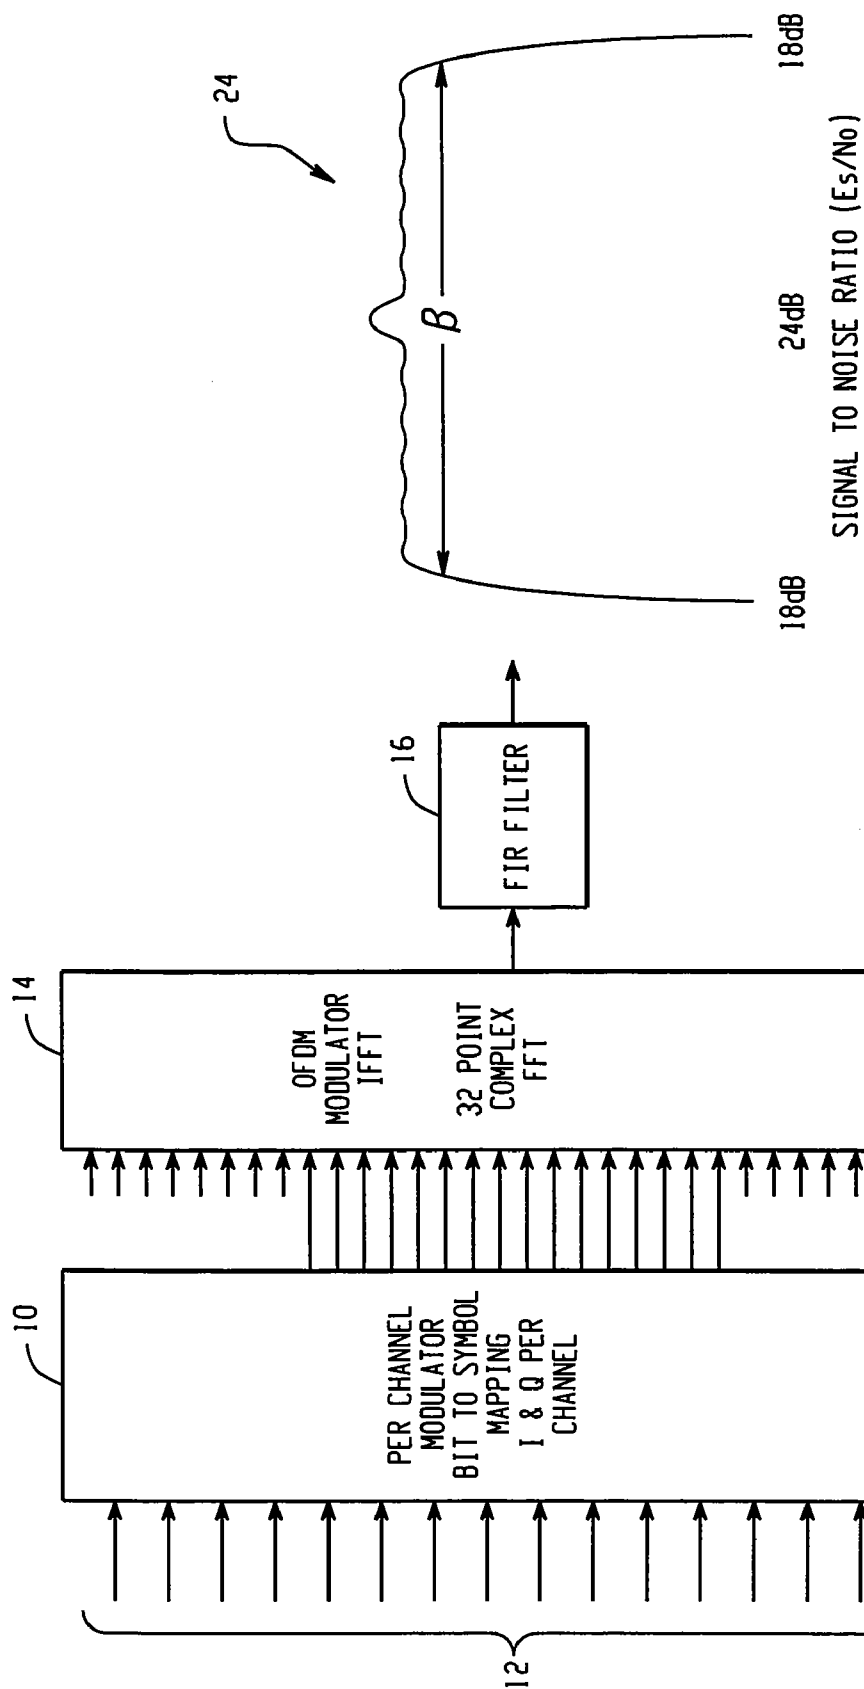 12
10
PER CHANNEL
MODULATOR
BIT TO SYMBOL
MAPPING
I & Q PER
CHANNEL
14
OFDM
MODULATOR
IFFT
32 POINT
COMPLEX
FFT
16
FIR FILTER
24
β
18dB
24dB
18dB
SIGNAL TO NOISE RATIO (Es/No)